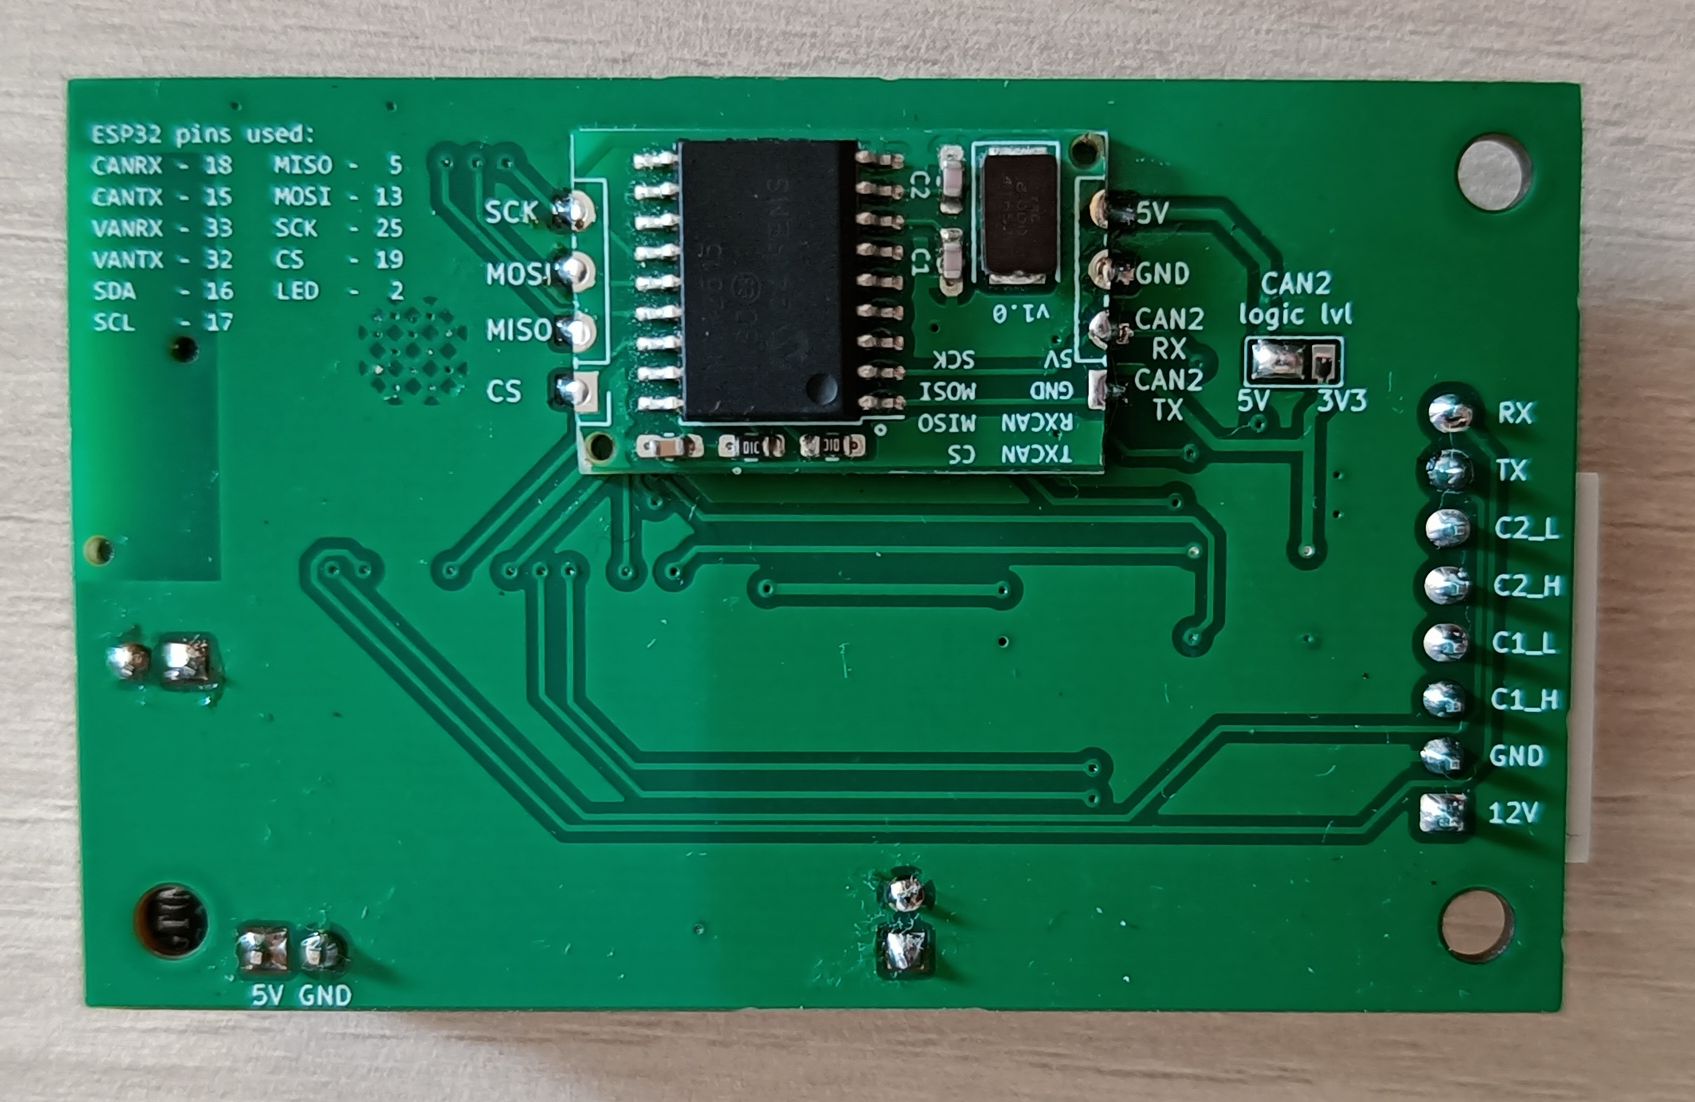 ESP32 pins used:
CANRX - 18 MISO - 5
CANTX - 15 MOSI - 13
VANRX - 33 SCK - 25
VANTX - 32 CS - 19
SDA - 16 LED - 2
SCL - 17
SCK
MOSI
MISO
CS
C2
C1
v1.0
5V SCK
GND MOSI
RXCAN MISO
TXCAN CS
5V
GND
CAN2
RX
CAN2
TX
CAN2
logic lvl
5V 3V3
RX
TX
C2_L
C2_H
C1_L
C1_H
GND
12V
5V GND